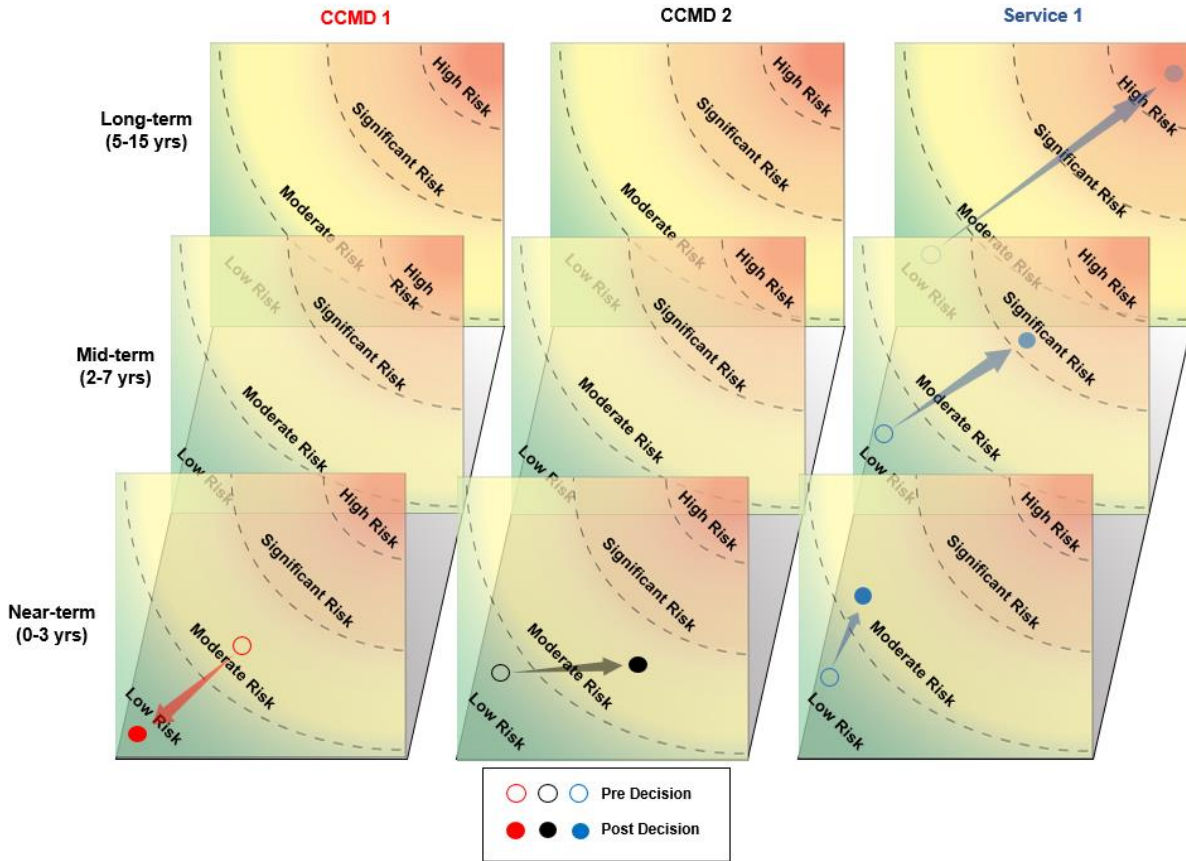 CCMD 1
CCMD 2
Service 1
Long-term
(5-15 yrs)
High Risk
Significant Risk
Moderate Risk
Low Risk
High Risk
Significant Risk
Moderate Risk
Low Risk
High Risk
Significant Risk
Moderate Risk
Low Risk
Mid-term
(2-7 yrs)
High
Risk
Significant Risk
Moderate Risk
Low Risk
High Risk
Significant Risk
Moderate Risk
Low Risk
High Risk
Significant Risk
Moderate Risk
Low Risk
Near-term
(0-3 yrs)
High Risk
Significant Risk
Moderate Risk
Low Risk
High Risk
Significant Risk
Moderate Risk
Low Risk
High Risk
Significant Risk
Moderate Risk
Low Risk
Pre Decision
Post Decision